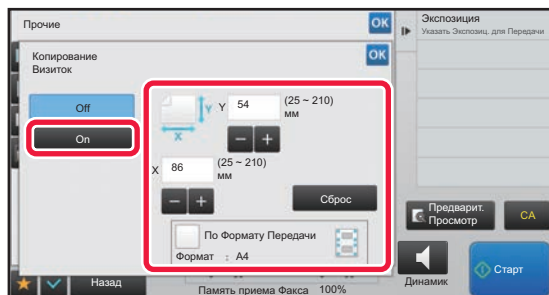 Прочие
OK
Экспозиция
Указать Экспозиц. для Передачи
Копирование
Визиток
OK
Off
On
Y
X
Y
54
(25 ~ 210)
мм
X
86
(25 ~ 210)
мм
Сброс
По Формату Передачи
Формат : A4
Предварит.
Просмотр
CA
Назад
Память приема Факса 100%
Динамик
Старт